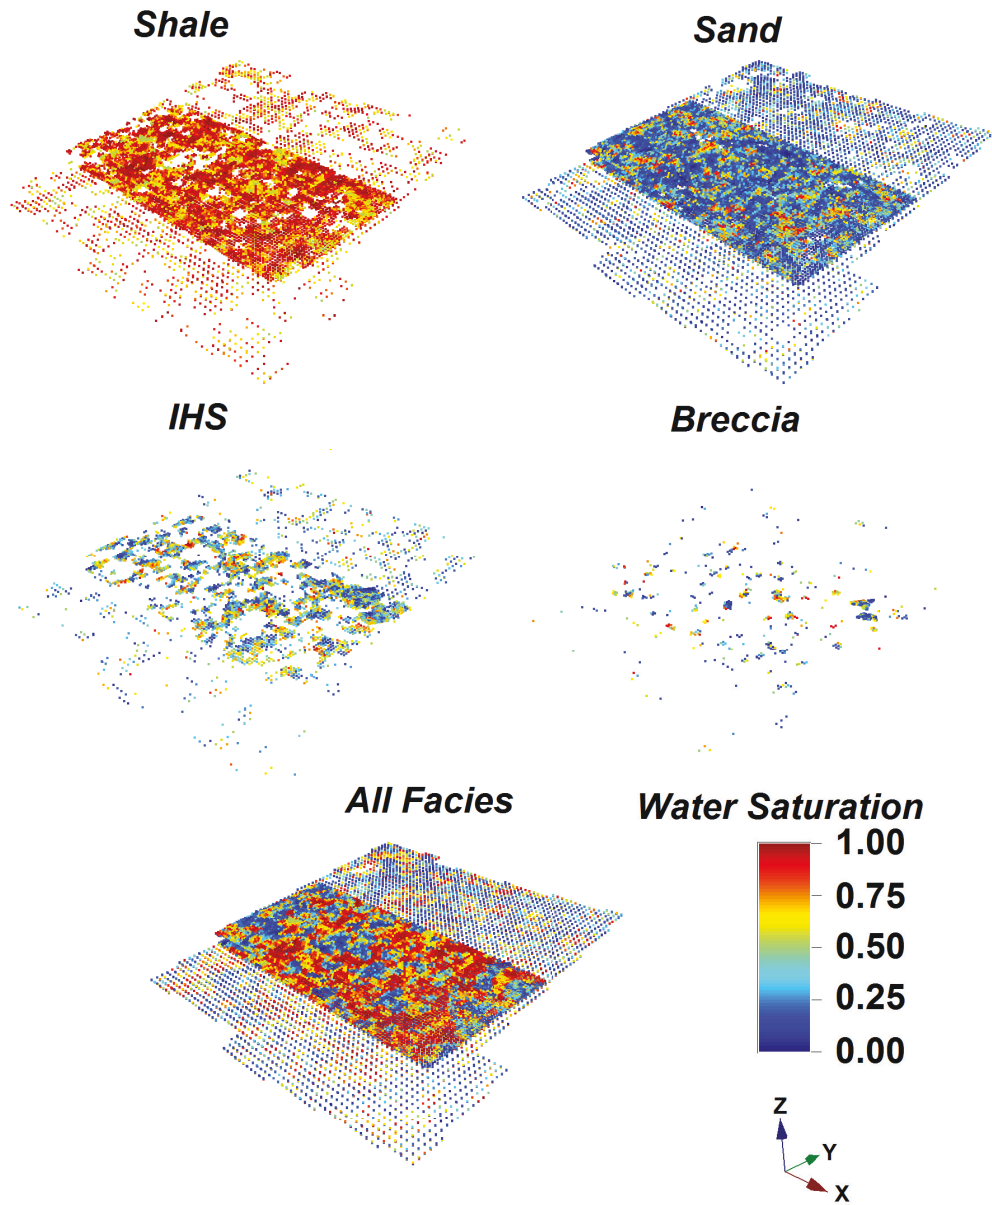 Shale
Sand
IHS
Breccia
All Facies
Water Saturation
1.00
0.75
0.50
0.25
0.00
Z
Y
X